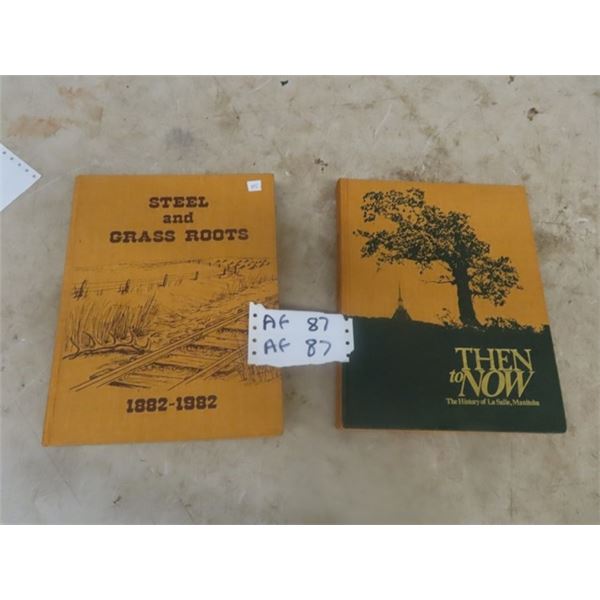 STEEL
and
GRASS ROOTS
1882-1982
AF 87
AF 87
THEN
to NOW
The History of La Salle, Manitoba